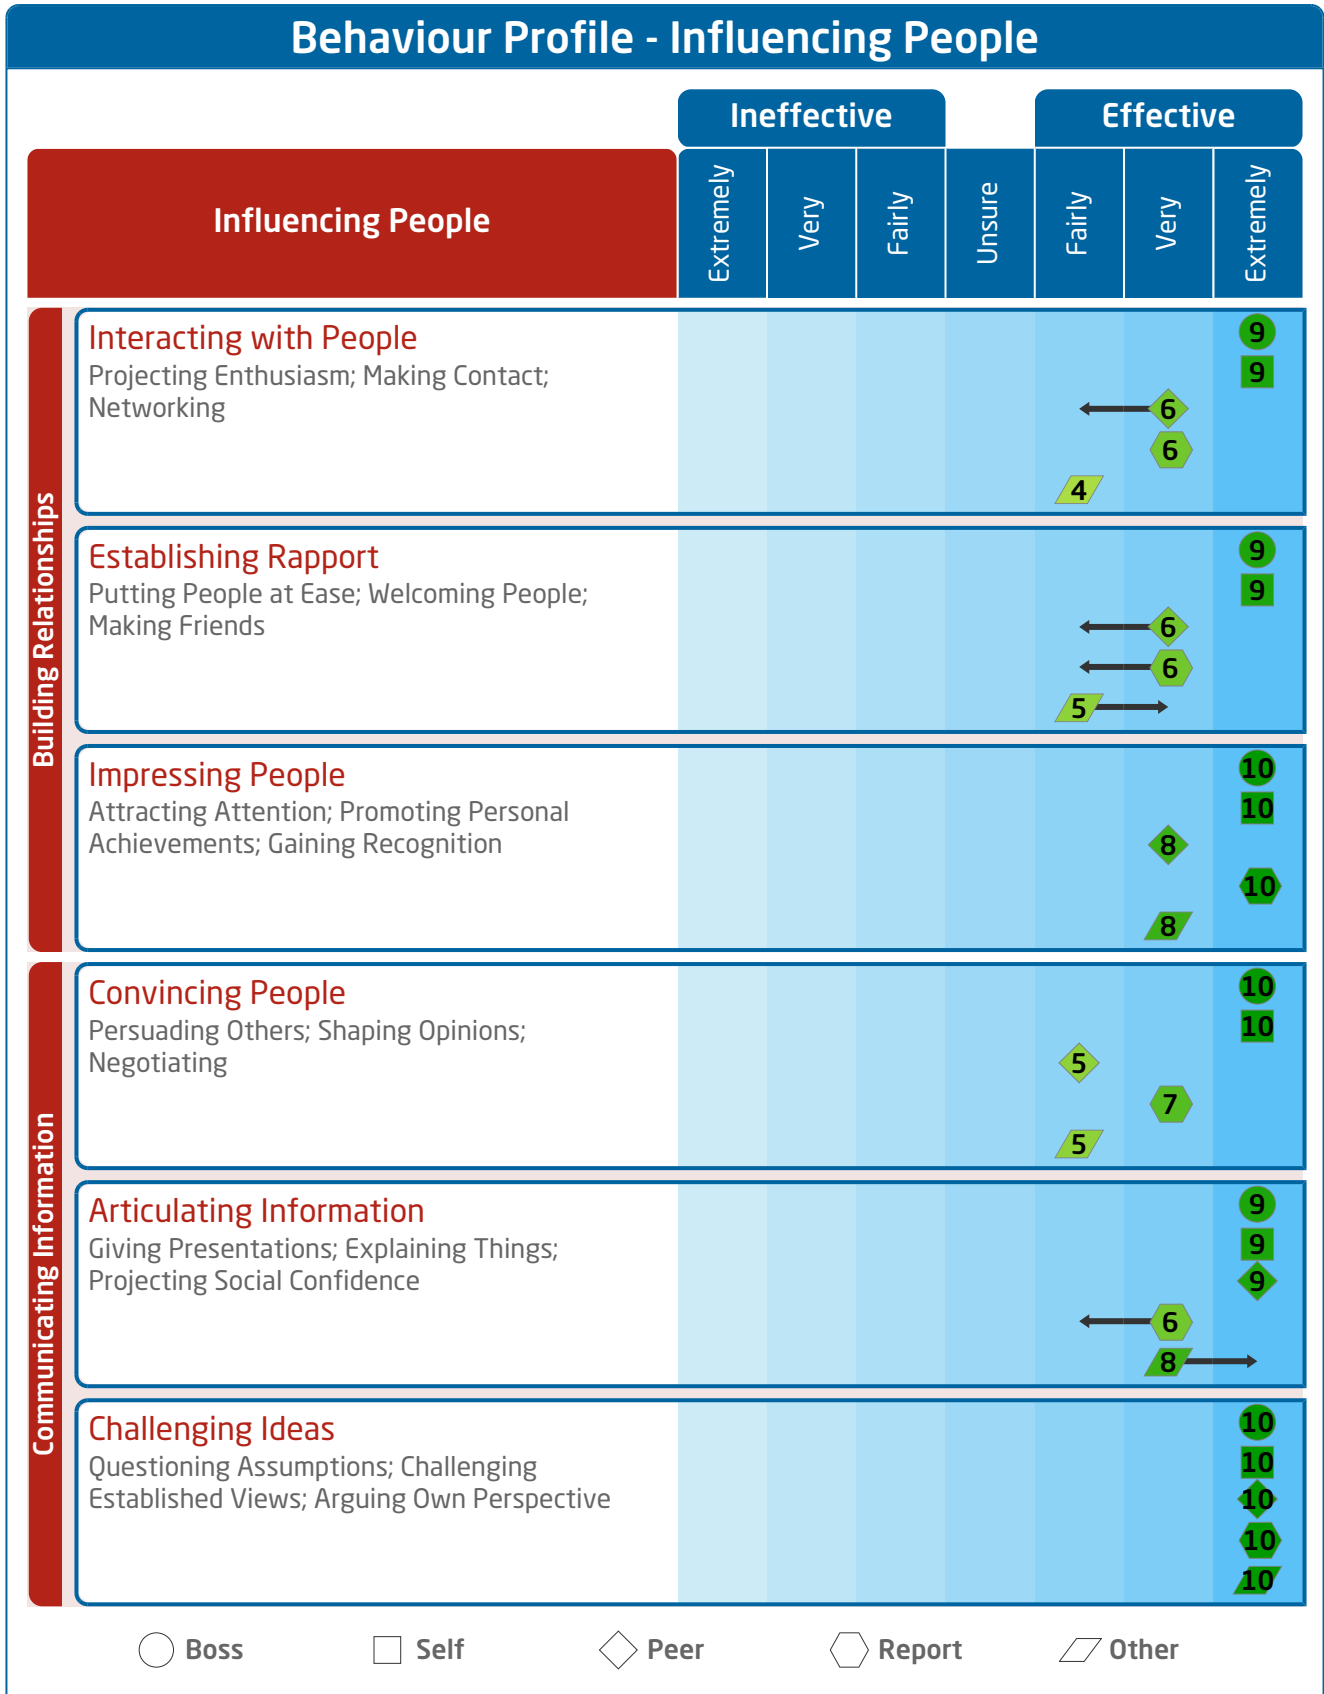 Behaviour Profile - Influencing People
Ineffective
Effective
Influencing People
Extremely
Very
Fairly
Unsure
Fairly
Very
Extremely
Building Relationships
Interacting with People
Projecting Enthusiasm; Making Contact;
Networking
9
9
6
6
4
Establishing Rapport
Putting People at Ease; Welcoming People;
Making Friends
9
9
6
6
5
Impressing People
Attracting Attention; Promoting Personal
Achievements; Gaining Recognition
10
10
8
10
8
Communicating Information
Convincing People
Persuading Others; Shaping Opinions;
Negotiating
10
10
5
7
5
Articulating Information
Giving Presentations; Explaining Things;
Projecting Social Confidence
9
9
9
6
8
Challenging Ideas
Questioning Assumptions; Challenging
Established Views; Arguing Own Perspective
10
10
10
10
10
Boss
Self
Peer
Report
Other